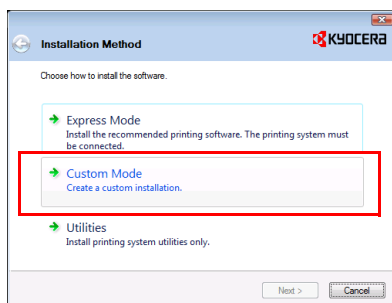 Installation Method
KYOCERA
Choose how to install the software.
Express Mode
Install the recommended printing software. The printing system must
be connected.
Custom Mode
Create a custom installation.
Utilities
Install printing system utilities only.
Next >
Cancel